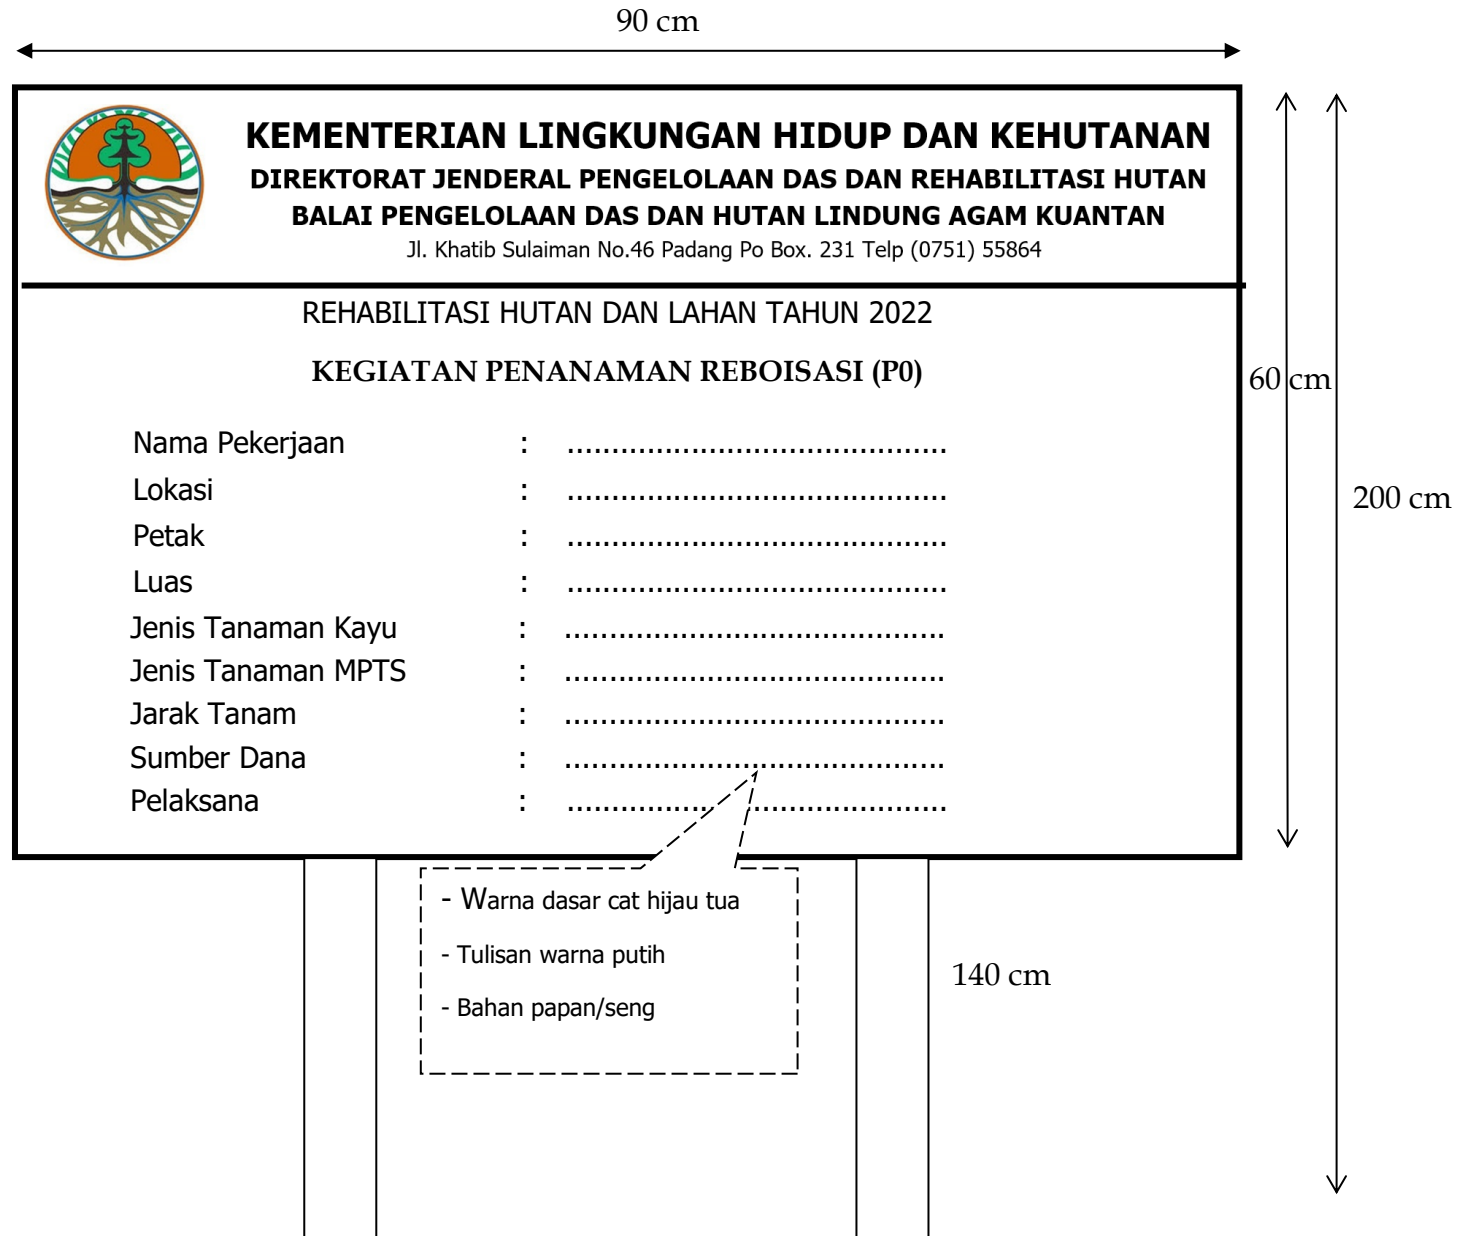 90 cm
KEMENTERIAN LINGKUNGAN HIDUP DAN KEHUTANAN
DIREKTORAT JENDERAL PENGELOLAAN DAS DAN REHABILITASI HUTAN
BALAI PENGELOLAAN DAS DAN HUTAN LINDUNG AGAM KUANTAN
Jl. Khatib Sulaiman No.46 Padang Po Box. 231 Telp (0751) 55864
REHABILITASI HUTAN DAN LAHAN TAHUN 2022
KEGIATAN PENANAMAN REBOISASI (P0)
60 cm
Nama Pekerjaan : ...........................................
Lokasi : ...........................................
200 cm
Petak : ...........................................
Luas : ...........................................
Jenis Tanaman Kayu : ...........................................
Jenis Tanaman MPTS : ...........................................
Jarak Tanam : ...........................................
Sumber Dana : ...........................................
Pelaksana : ...........................................
- Warna dasar cat hijau tua
- Tulisan warna putih
- Bahan papan/seng
140 cm